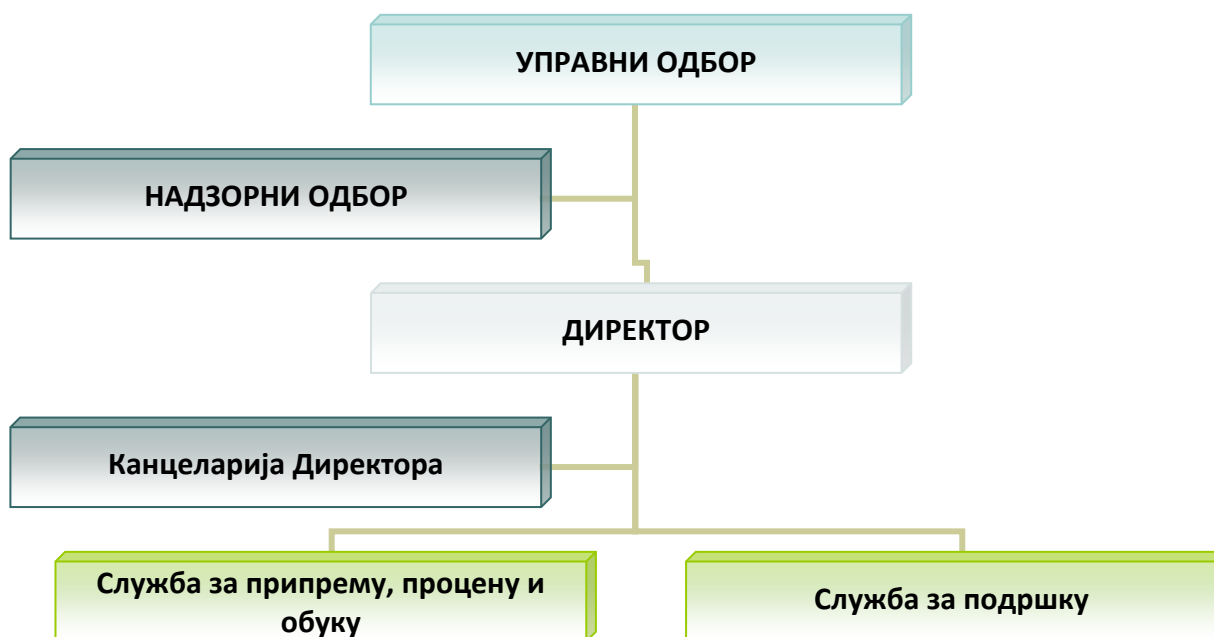 УПРАВНИ ОДБОР
НАДЗОРНИ ОДБОР
ДИРЕКТОР
Канцеларија Директора
Служба за припрему, процену и
обуку
Служба за подршку